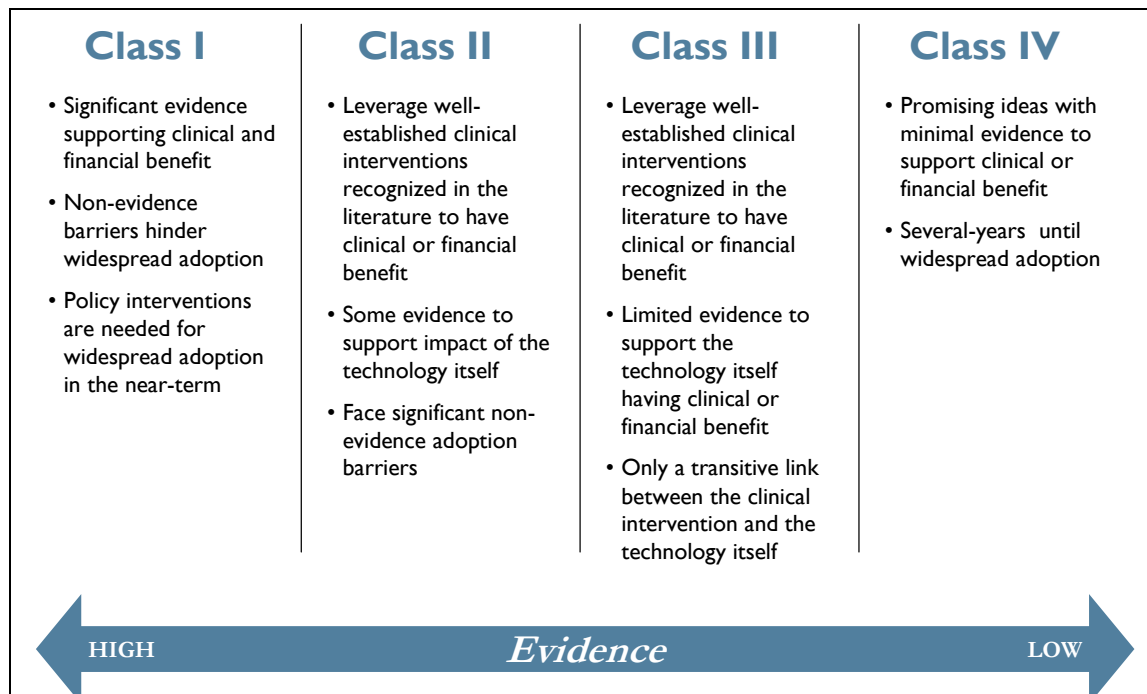 Class I
• Significant evidence
supporting clinical and
financial benefit
• Non-evidence
barriers hinder
widespread adoption
• Policy interventions
are needed for
widespread adoption
in the near-term
Class II
• Leverage well-
established clinical
interventions
recognized in the
literature to have
clinical or financial
benefit
• Some evidence to
support impact of the
technology itself
• Face significant non-
evidence adoption
barriers
Class III
• Leverage well-
established clinical
interventions
recognized in the
literature to have
clinical or financial
benefit
• Limited evidence to
support the
technology itself
having clinical or
financial benefit
• Only a transitive link
between the clinical
intervention and the
technology itself
Class IV
• Promising ideas with
minimal evidence to
support clinical or
financial benefit
• Several-years until
widespread adoption
HIGH Evidence LOW